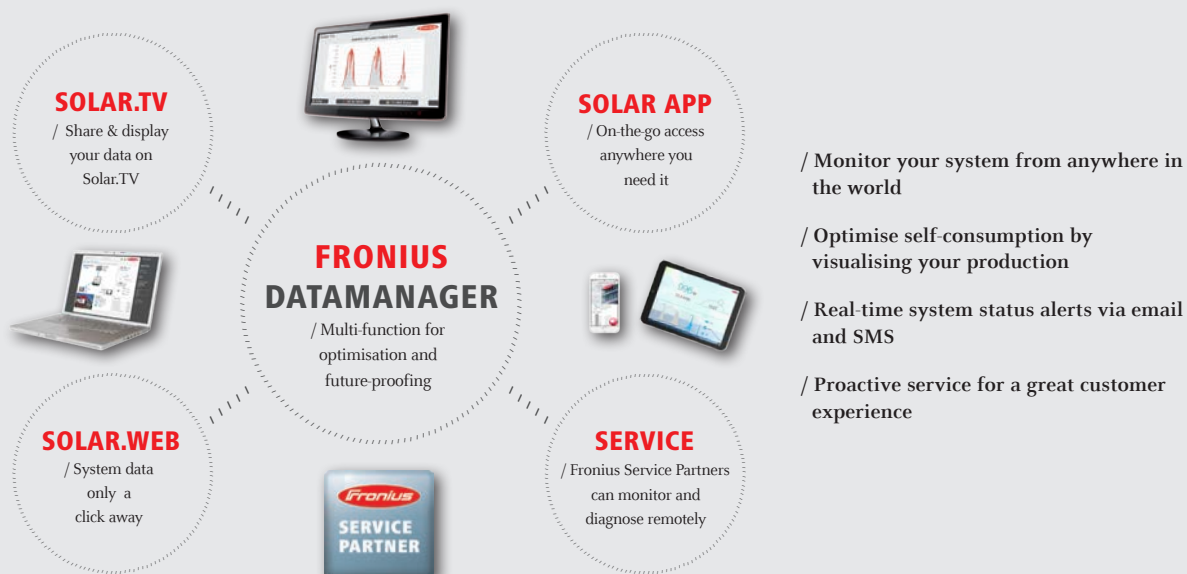 SOLAR.TV
/ Share & display
your data on
Solar.TV
SOLAR APP
/ On-the-go access
anywhere you
need it
FRONIUS
DATAMANAGER
/ Multi-function for
optimisation and
future-proofing
SOLAR.WEB
/ System data
only a
click away
SERVICE
/ Fronius Service Partners
can monitor and
diagnose remotely
Fronius
SERVICE
PARTNER
/ Monitor your system from anywhere in
the world
/ Optimise self-consumption by
visualising your production
/ Real-time system status alerts via email
and SMS
/ Proactive service for a great customer
experience